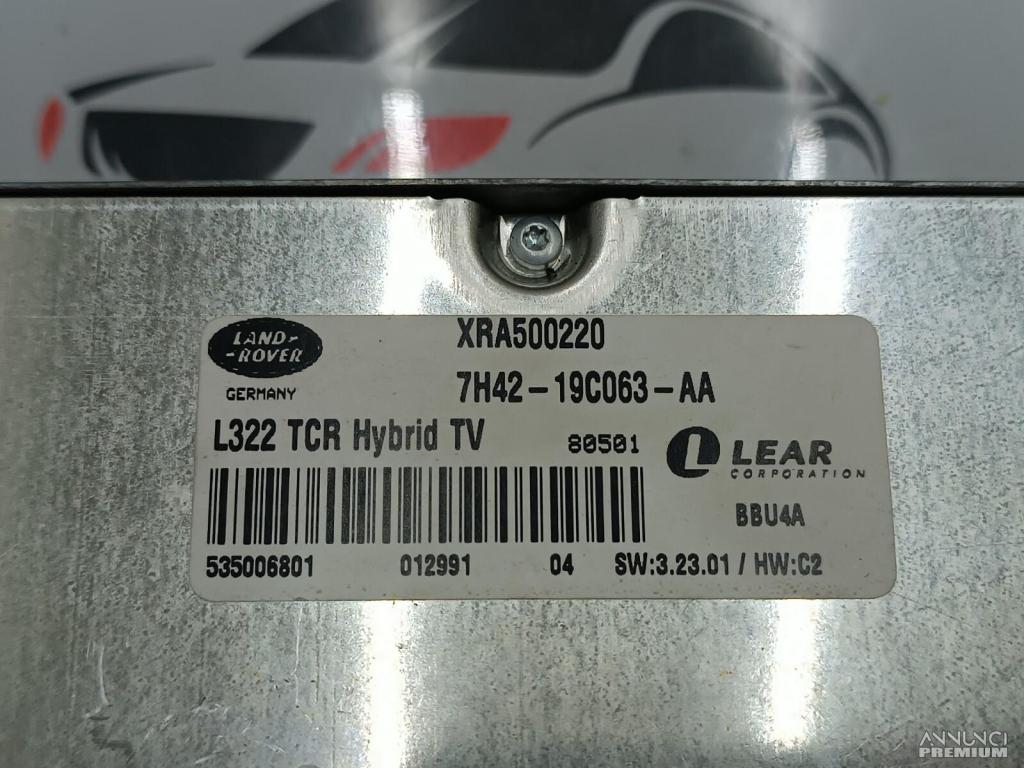 LAND-
-ROVER
GERMANY
XRA500220
7H42-19C063-AA
L322 TCR Hybrid TV
80501
LEAR
CORPORATION
BBU4A
535006801 012991 04 SW:3.23.01 / HW:C2
ANNUNCI
PREMIUM